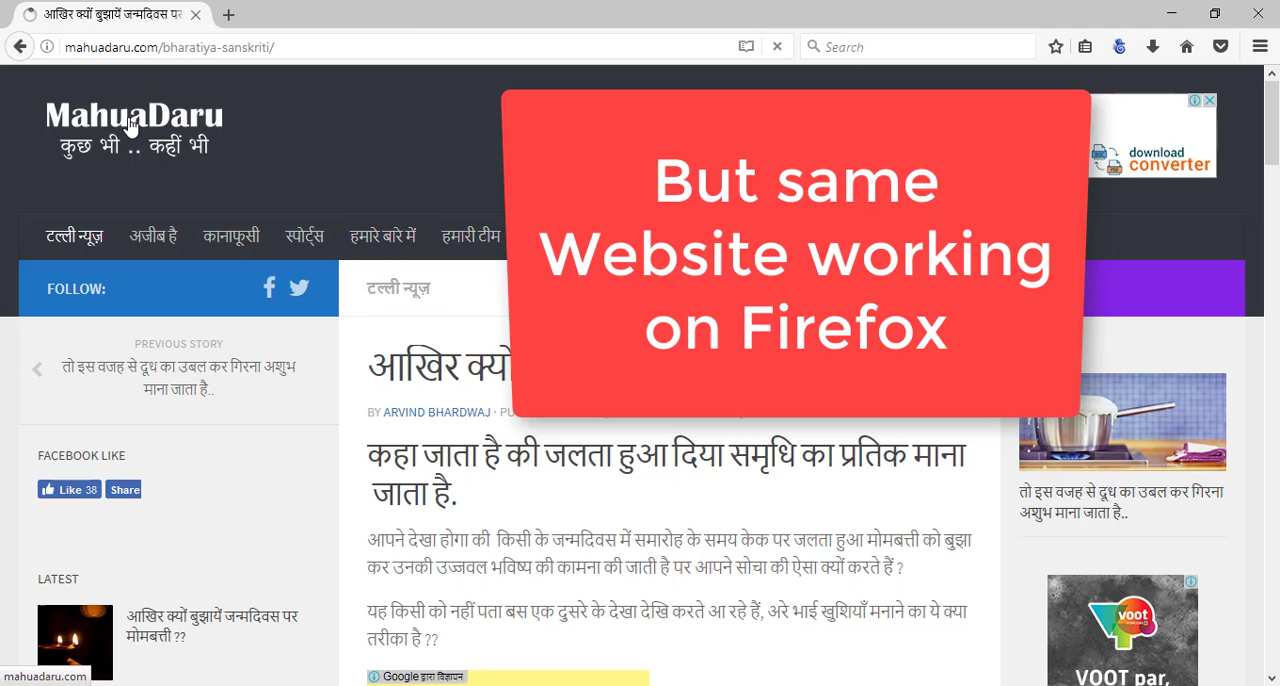 आखिर क्यों बुझायें जन्मदिवस पर
mahuadaru.com/bharatiya-sanskriti/
Search
MahuaDaru
कुछ भी .. कहीं भी
But same
Website working
on Firefox
download
converter
टल्ली न्यूज़ अजीब है कानाफूसी स्पोर्ट्स हमारे बारे में हमारी टीम
FOLLOW:
टल्ली न्यूज़
PREVIOUS STORY
तो इस वजह से दूध का उबल कर गिरना अशुभ
माना जाता है..
आखिर क्यों
BY ARVIND BHARDWAJ · PU
कहा जाता है की जलता हुआ दिया समृधि का प्रतिक माना
जाता है.
FACEBOOK LIKE
Like 38 Share
आपने देखा होगा की किसी के जन्मदिवस में समारोह के समय केक पर जलता हुआ मोमबत्ती को बुझा
कर उनकी उज्जवल भविष्य की कामना की जाती है पर आपने सोचा की ऐसा क्यों करते हैं ?
यह किसी को नहीं पता बस एक दुसरे के देखा देखि करते आ रहे हैं, अरे भाई खुशियाँ मनाने का ये क्या
तरीका है ??
Google द्वारा विज्ञापन
LATEST
आखिर क्यों बुझायें जन्मदिवस पर
मोमबत्ती ??
तो इस वजह से दूध का उबल कर गिरना
अशुभ माना जाता है..
voot
VOOT par,
mahuadaru.com